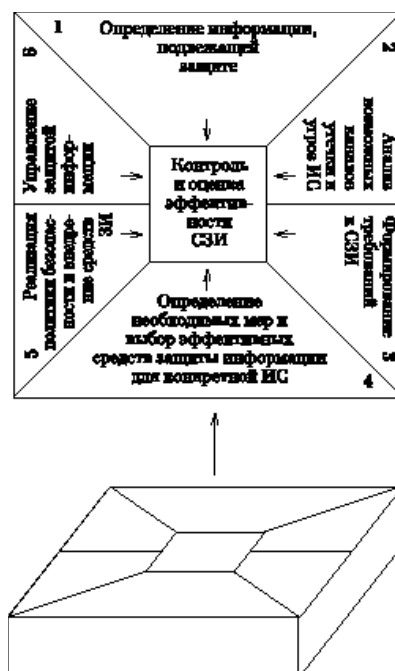 1
Определение информации,
подлежащей
защите
2
Анализ
возможных
каналов
утечки и
угроз ИС
3
Формирование
требований
к СЗИ
4
Определение
необходимых мер и
выбор эффективных
средств защиты информации
для конкретной ИС
5
Реализация
политики безопас-
ности и внедре-
ние средств
ЗИ
6
Управление
защитой
инфор-
мации
Контроль
и оценка
эффектив-
ности
СЗИ